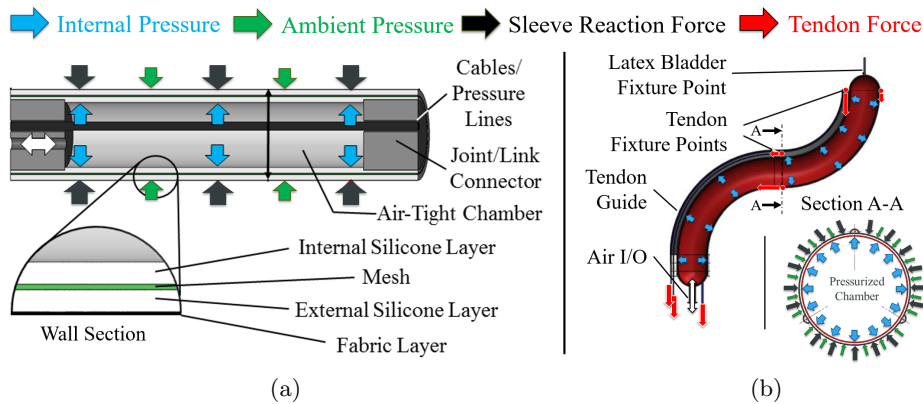 Internal Pressure
Ambient Pressure
Sleeve Reaction Force
Tendon Force
Cables/
Pressure
Lines
Joint/Link
Connector
Air-Tight Chamber
Internal Silicone Layer
Mesh
External Silicone Layer
Fabric Layer
Wall Section
(a)
Latex Bladder
Fixture Point
Tendon
Fixture Points
A
Tendon
Guide
A
Air I/O
Section A-A
Pressurized
Chamber
(b)